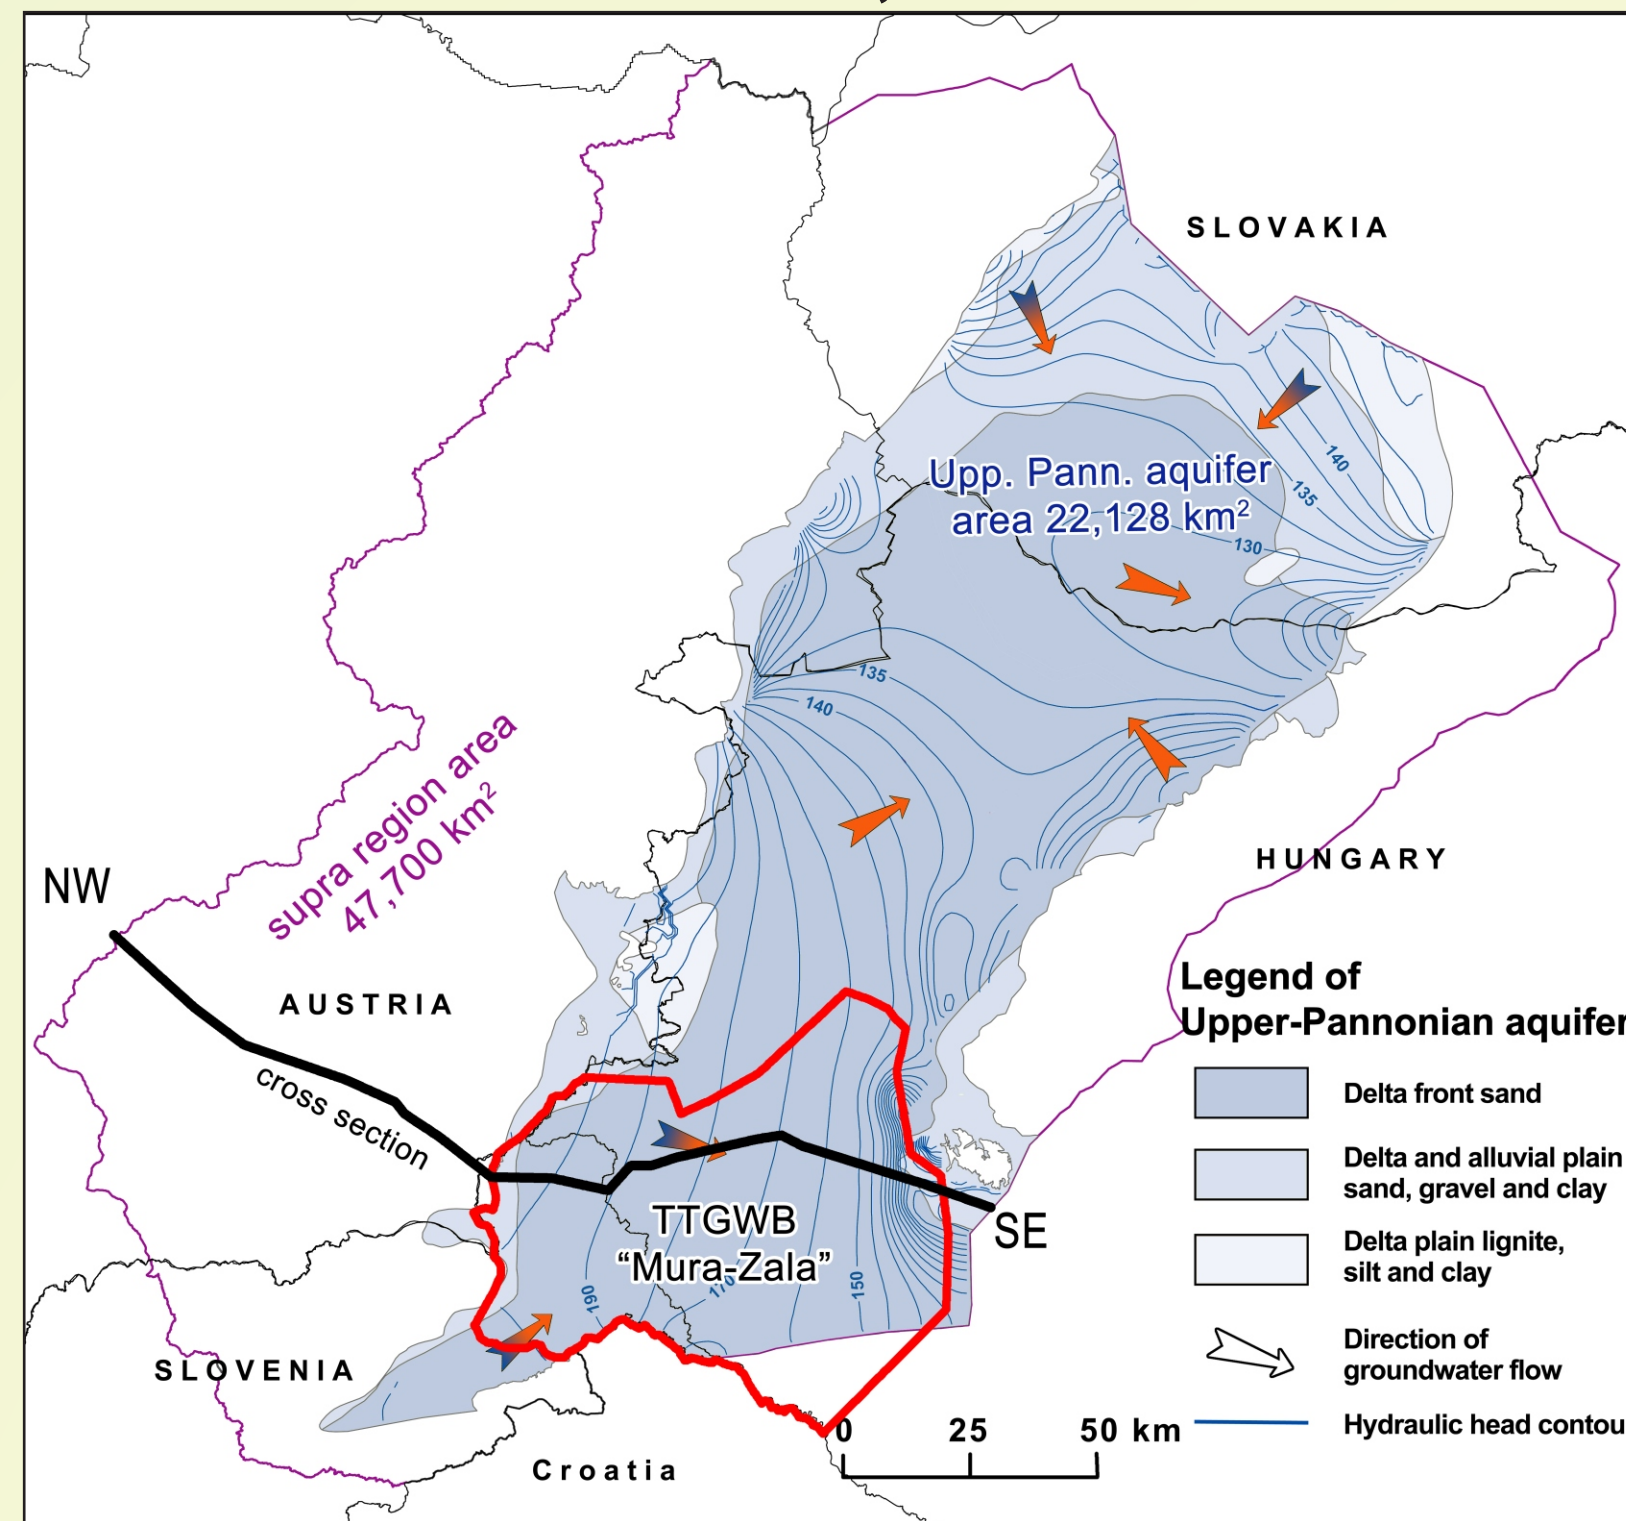 SLOVAKIA
140
135
Upp. Pann. aquifer
area 22,128 km²
130
135
140
supra region area
47,700 km²
HUNGARY
NW
Legend of
Upper-Pannonian aquifer
AUSTRIA
cross section
Delta front sand
Delta and alluvial plain
sand, gravel and clay
TTGWB
“Mura-Zala”
SE
Delta plain lignite,
silt and clay
190
170
150
Direction of
groundwater flow
SLOVENIA
Hydraulic head contou
0 25 50 km
Croatia